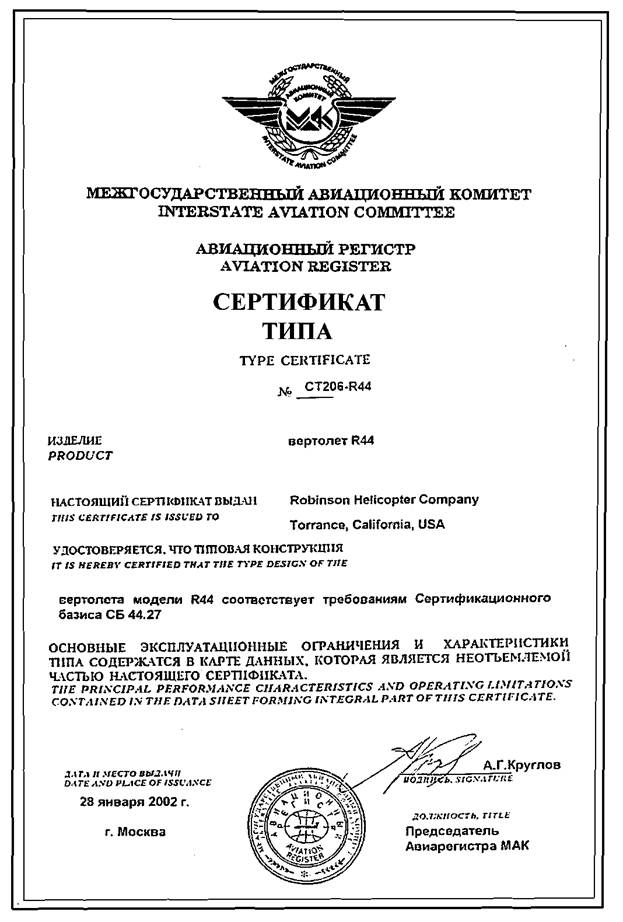 МЕЖГОСУДАРСТВЕННЫЙ
АВИАЦИОННЫЙ
КОМИТЕТ
МАК
INTERSTATE AVIATION COMMITTEE
МЕЖГОСУДАРСТВЕННЫЙ АВИАЦИОННЫЙ КОМИТЕТ
INTERSTATE AVIATION COMMITTEE
АВИАЦИОННЫЙ РЕГИСТР
AVIATION REGISTER
СЕРТИФИКАТ
ТИПА
TYPE CERTIFICATE
№ СТ206-R44
ИЗДЕЛИЕ вертолет R44
PRODUCT
НАСТОЯЩИЙ СЕРТИФИКАТ ВЫДАН Robinson Helicopter Company
THIS CERTIFICATE IS ISSUED TO Torrance, California, USA
УДОСТОВЕРЯЕТСЯ, ЧТО ТИПОВАЯ КОНСТРУКЦИЯ
IT IS HEREBY CERTIFIED THAT THE TYPE DESIGN OF THE
вертолета модели R44 соответствует требованиям Сертификационного
базиса СБ 44.27
ОСНОВНЫЕ ЭКСПЛУАТАЦИОННЫЕ ОГРАНИЧЕНИЯ И ХАРАКТЕРИСТИКИ
ТИПА СОДЕРЖАТСЯ В КАРТЕ ДАННЫХ, КОТОРАЯ ЯВЛЯЕТСЯ НЕОТЪЕМЛЕМОЙ
ЧАСТЬЮ НАСТОЯЩЕГО СЕРТИФИКАТА.
THE PRINCIPAL PERFORMANCE CHARACTERISTICS AND OPERATING LIMITATIONS
CONTAINED IN THE DATA SHEET FORMING INTEGRAL PART OF THIS CERTIFICATE.
ДАТА И МЕСТО ВЫДАЧИ
DATE AND PLACE OF ISSUANCE
28 января 2002 г.
г. Москва
А.Г.Круглов
ПОДПИСЬ, SIGNATURE
ДОЛЖНОСТЬ, TITLE
Председатель
Авиарегистра МАК
АВИАЦИОННЫЙ
РЕГИСТР
AVIATION
REGISTER